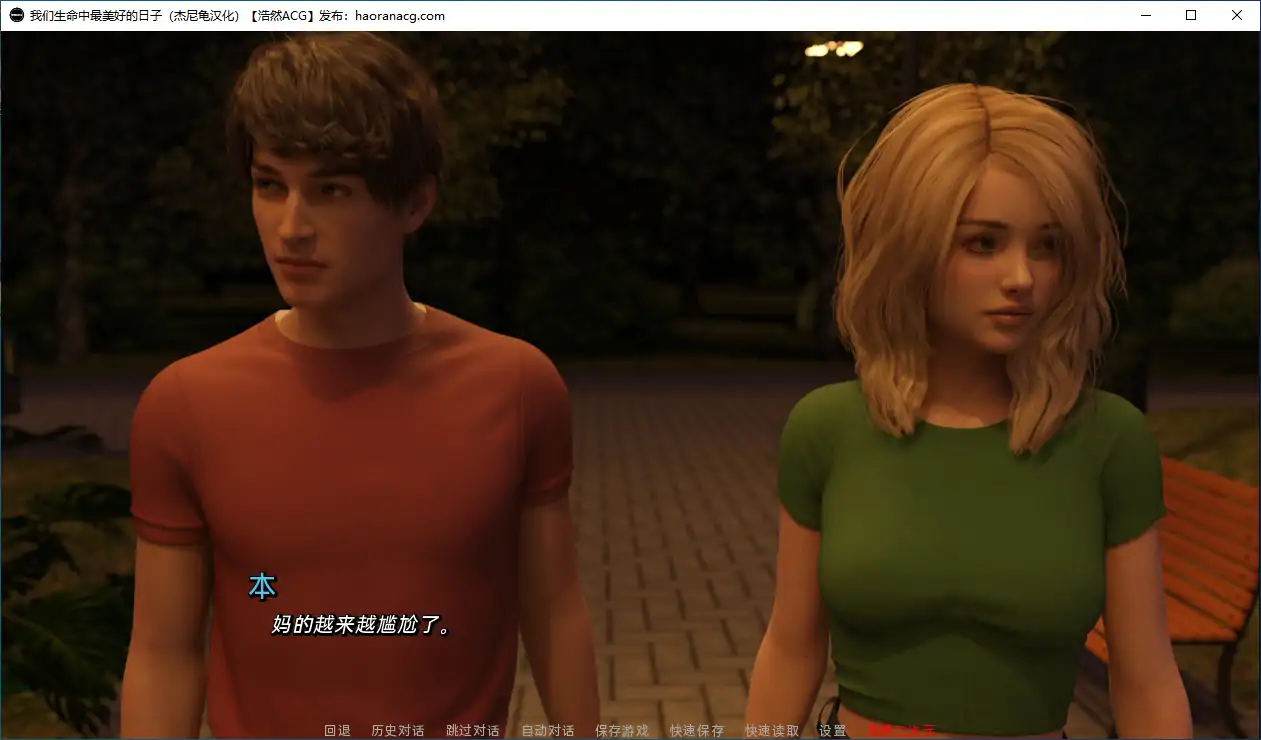 我们生命中最美好的日子（杰尼龟汉化）【浩然ACG】发布：haoranacg.com
本
妈的越来越尴尬了。
回退 历史对话 跳过对话 自动对话 保存游戏 快速保存 快速读取 设置